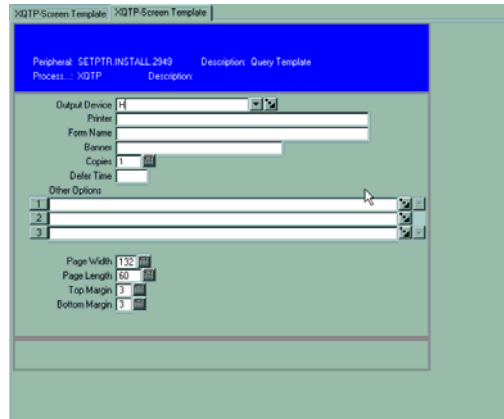 XQTP-Screen Template XQTP-Screen Template
Peripheral: SETPTR.INSTALL.2949 Description: Query Template
Process...: XQTP Description:
Output Device H
Printer
Form Name
Banner
Copies 1
Defer Time
Other Options
1
2
3
Page Width 132
Page Length 60
Top Margin 3
Bottom Margin 3